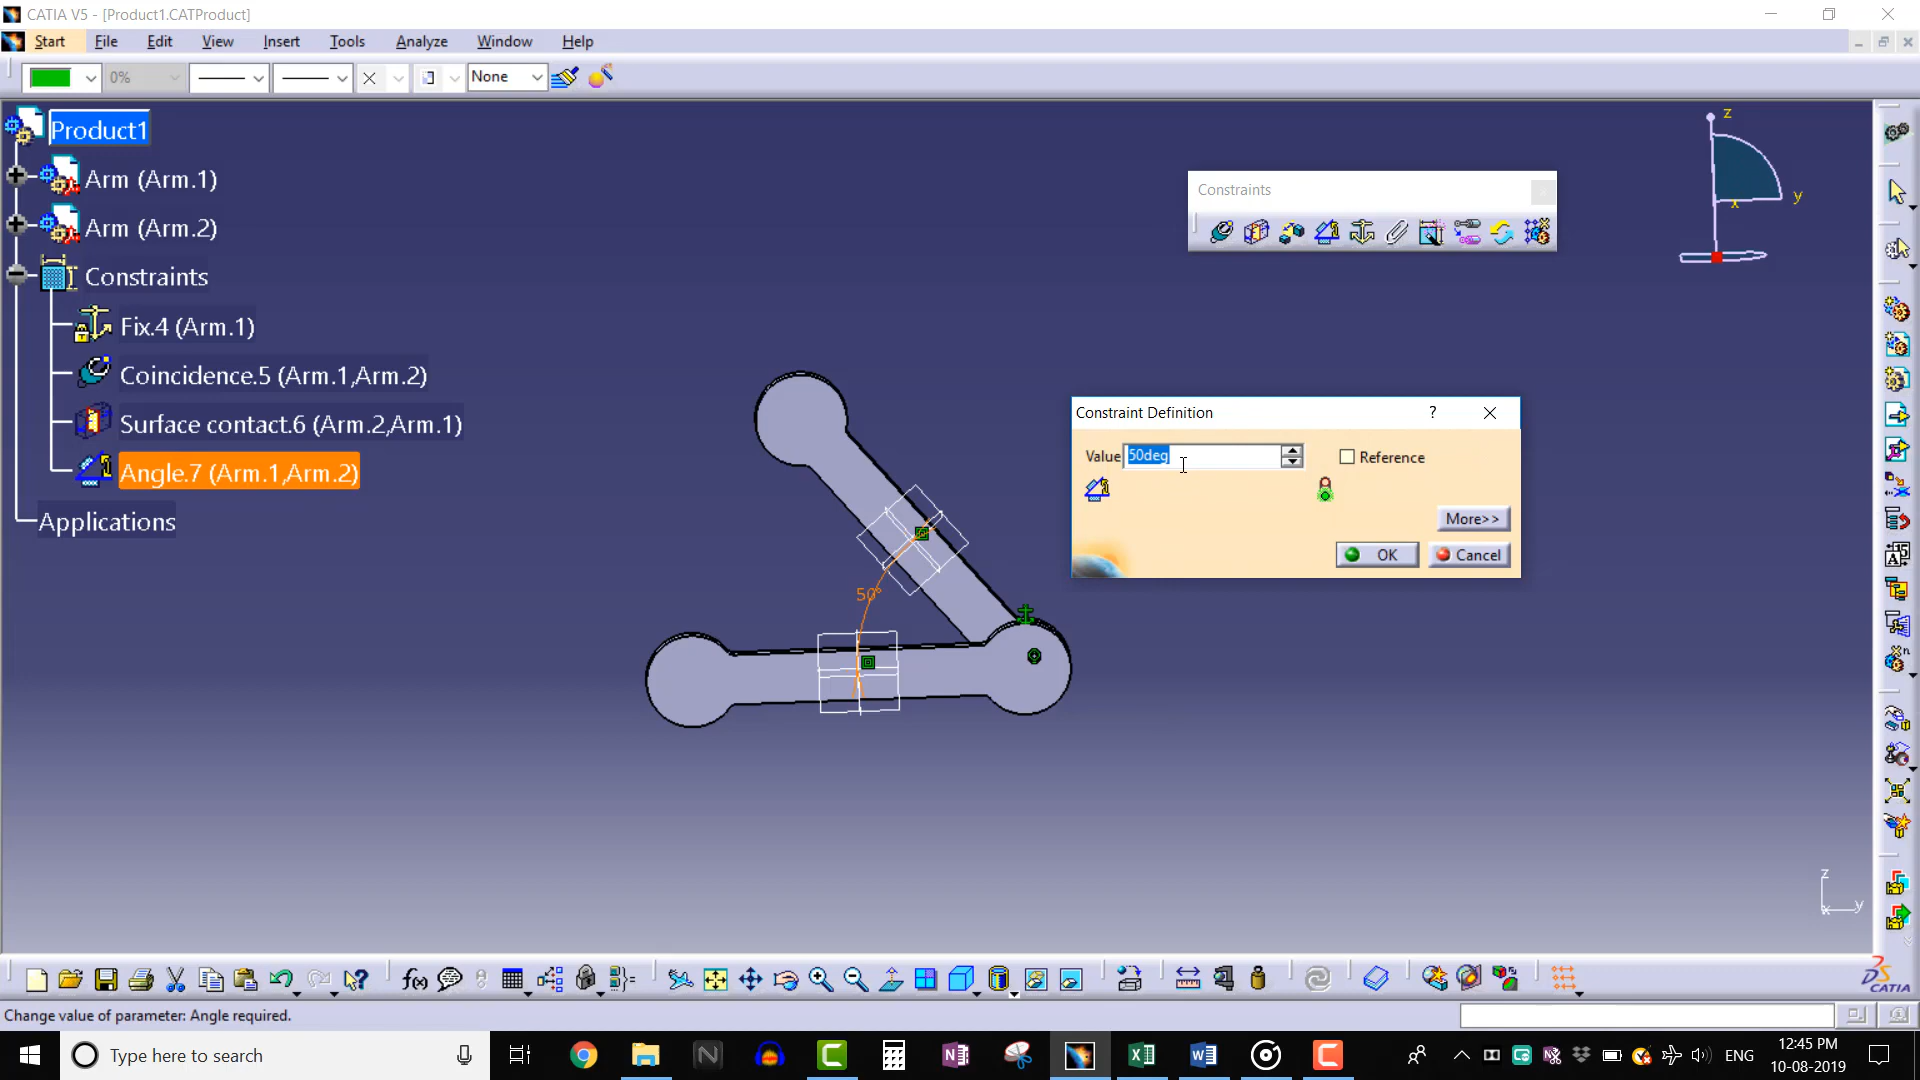 CATIA V5 - [Product1.CATProduct]
Start File Edit View Insert Tools Analyze Window Help
0% None
Product1
Arm (Arm.1)
Arm (Arm.2)
Constraints
Fix.4 (Arm.1)
Coincidence.5 (Arm.1,Arm.2)
Surface contact.6 (Arm.2,Arm.1)
Angle.7 (Arm.1,Arm.2)
Applications
Constraints
z
y
x
Constraint Definition ?
Value 50deg Reference
More>>
OK Cancel
50°
z
x y
CATIA
Change value of parameter: Angle required.
Type here to search
ENG
12:45 PM
10-08-2019